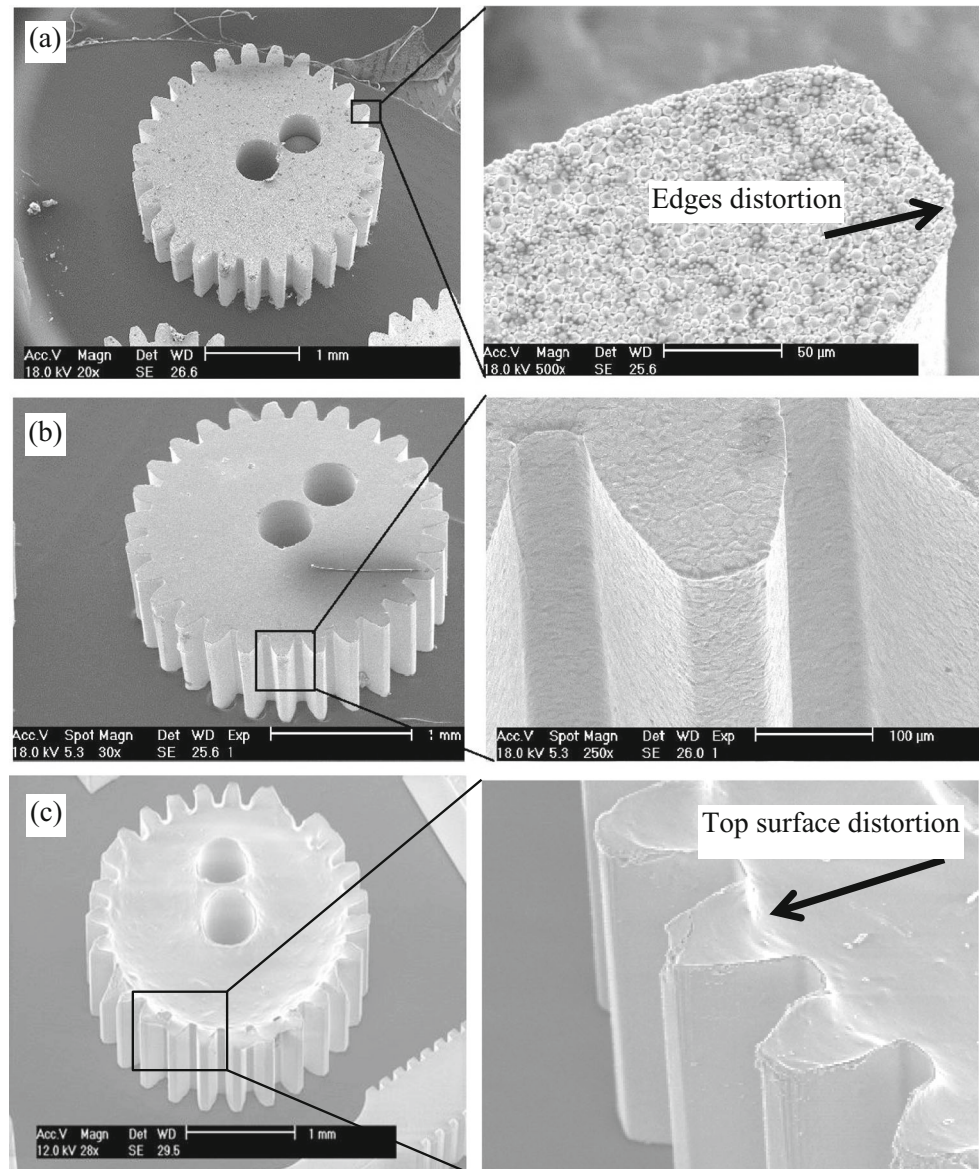 (a)
Edges distortion
Acc.V Magn Det WD 1 mm
18.0 kV 20x SE 26.6
Acc.V Magn Det WD 50 µm
18.0 kV 500x SE 25.6
(b)
Acc.V Spot Magn Det WD Exp 1 mm
18.0 kV 5.3 30x SE 25.6 1
Acc.V Spot Magn Det WD Exp 100 µm
18.0 kV 5.3 250x SE 26.0 1
(c)
Top surface distortion
Acc.V Magn Det WD 1 mm
12.0 kV 28x SE 29.5